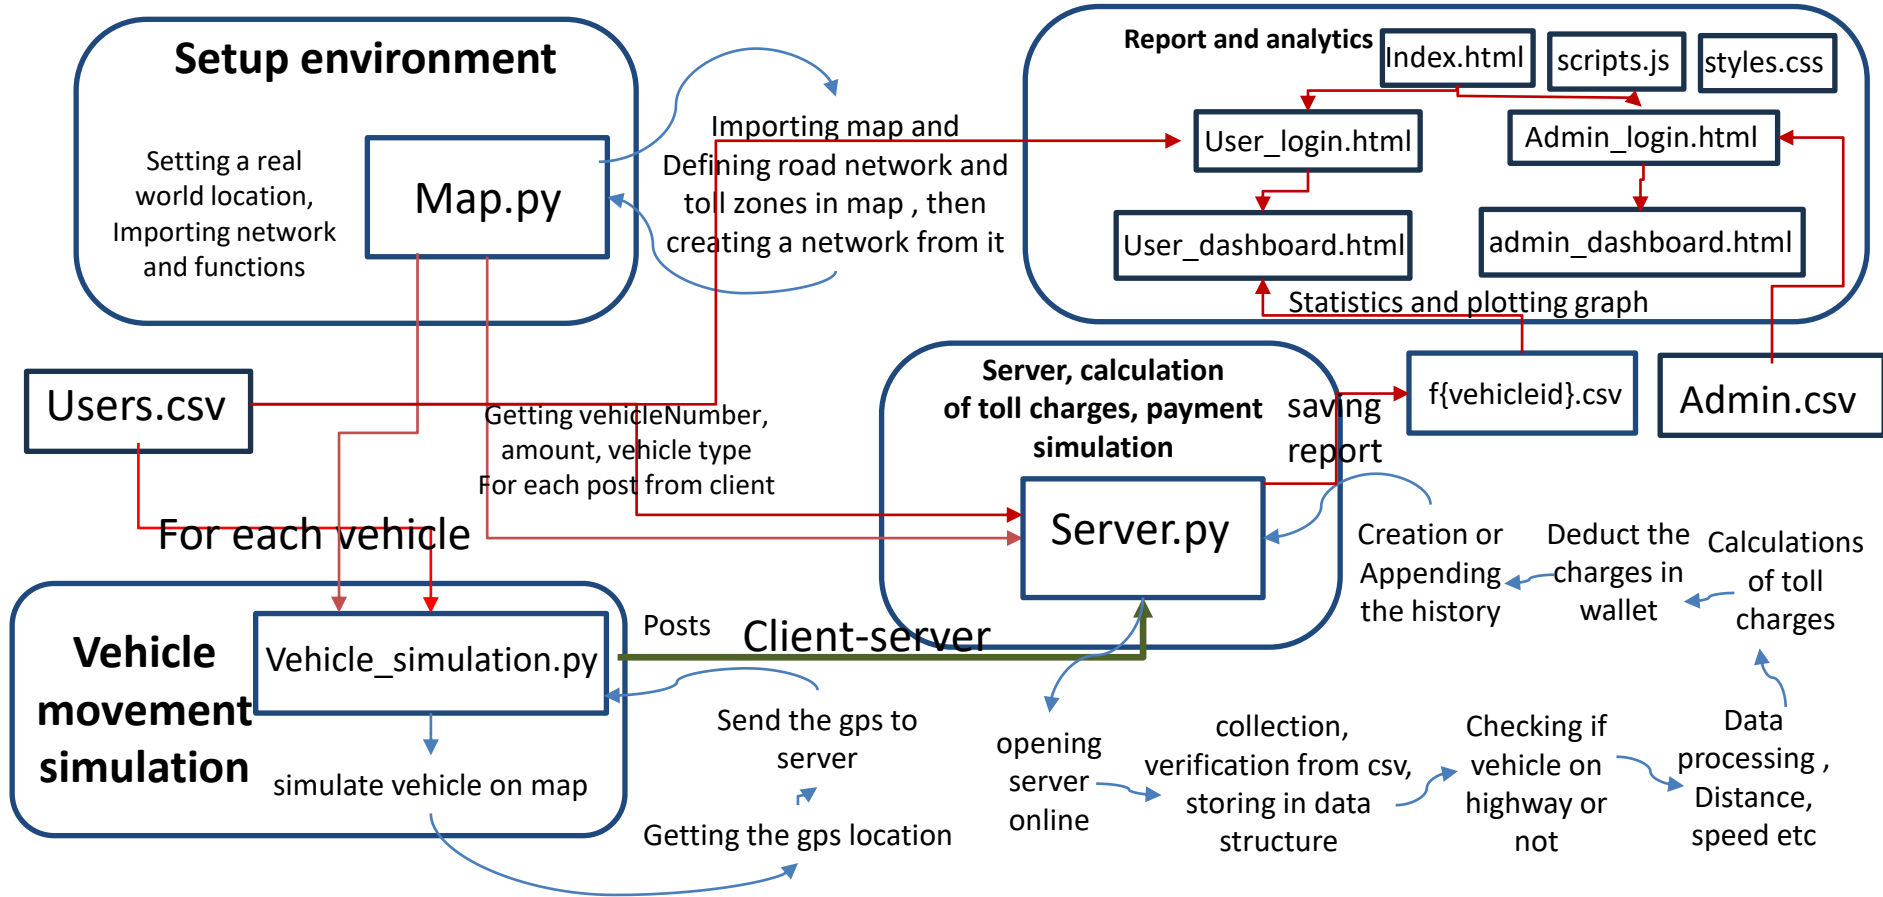 Setup environment
Setting a real
world location,
Importing network
and functions
Map.py
Importing map and
Defining road network and
toll zones in map , then
creating a network from it
Report and analytics
Index.html
scripts.js
styles.css
User_login.html
Admin_login.html
User_dashboard.html
admin_dashboard.html
Statistics and plotting graph
Users.csv
Getting vehicleNumber,
amount, vehicle type
For each post from client
Server, calculation
of toll charges, payment
simulation
Server.py
saving
report
f{vehicleid}.csv
Admin.csv
For each vehicle
Vehicle
movement
simulation
Vehicle_simulation.py
simulate vehicle on map
Posts
Client-server
Send the gps to
server
Getting the gps location
opening
server
online
collection,
verification from csv,
storing in data
structure
Checking if
vehicle on
highway or
not
Data
processing ,
Distance,
speed etc
Calculations
of toll
charges
Deduct the
charges in
wallet
Creation or
Appending
the history